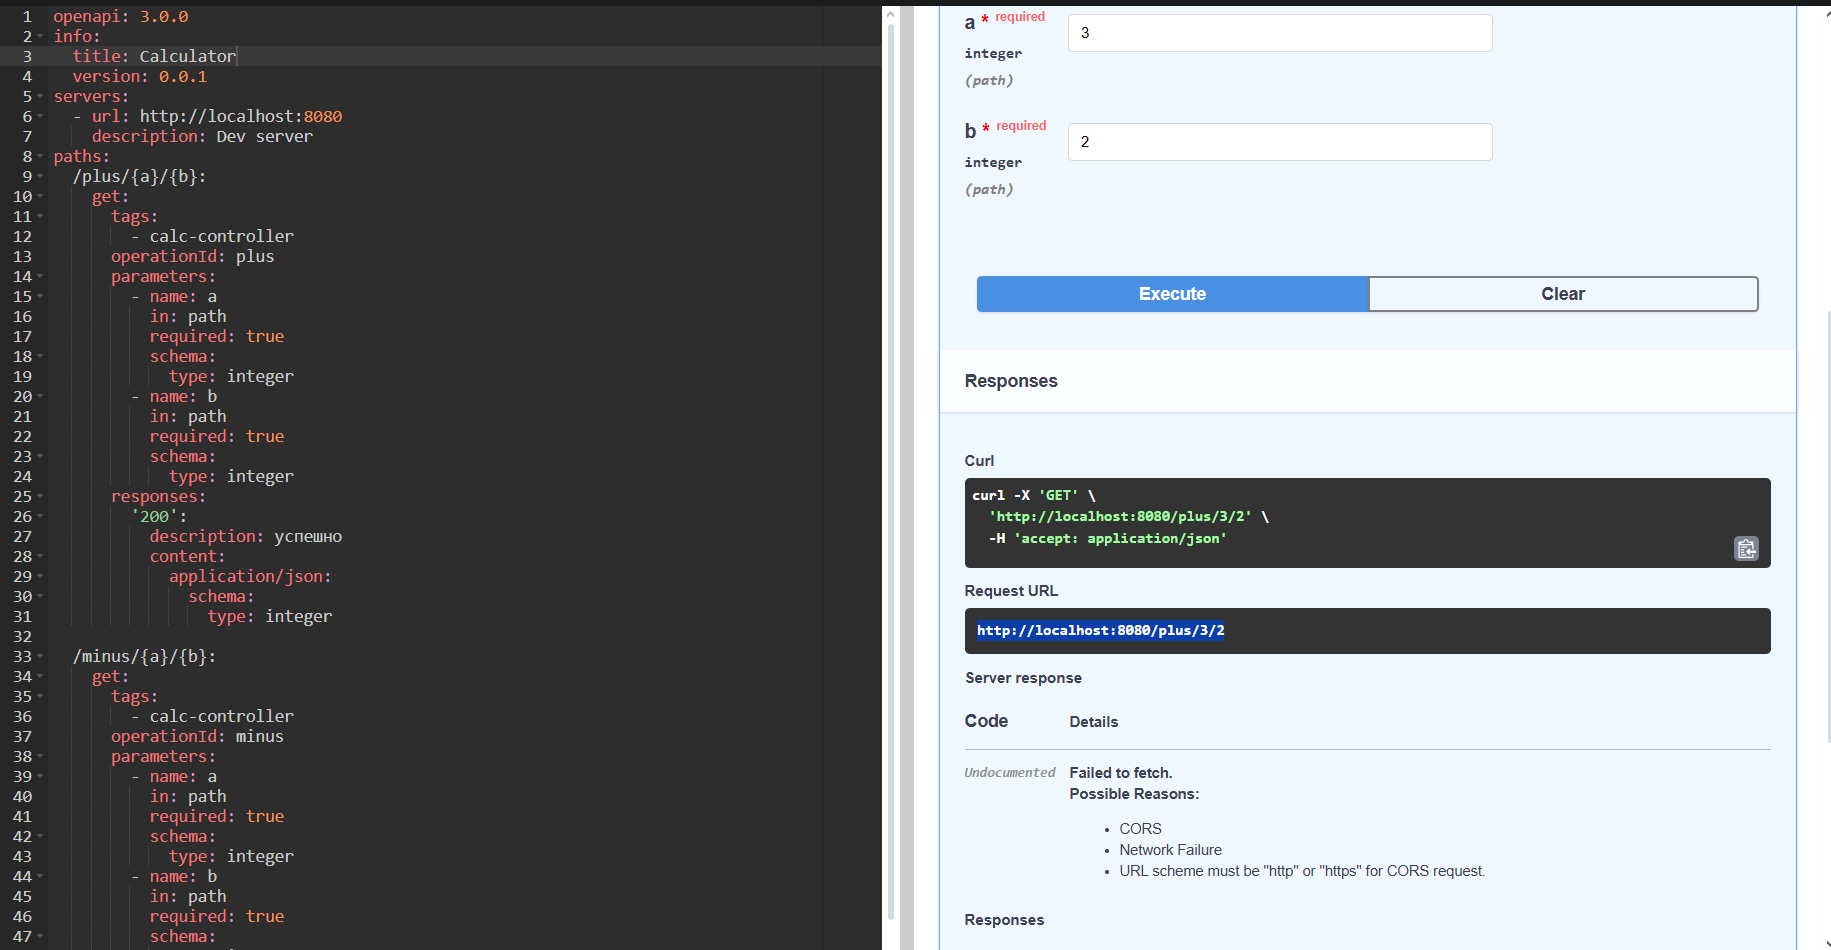 1 openapi: 3.0.0
2 info:
3 title: Calculator
4 version: 0.0.1
5 servers:
6 - url: http://localhost:8080
7 description: Dev server
8 paths:
9 /plus/{a}/{b}:
10 get:
11 tags:
12 - calc-controller
13 operationId: plus
14 parameters:
15 - name: a
16 in: path
17 required: true
18 schema:
19 type: integer
20 - name: b
21 in: path
22 required: true
23 schema:
24 type: integer
25 responses:
26 '200':
27 description: успешно
28 content:
29 application/json:
30 schema:
31 type: integer
32
33 /minus/{a}/{b}:
34 get:
35 tags:
36 - calc-controller
37 operationId: minus
38 parameters:
39 - name: a
40 in: path
41 required: true
42 schema:
43 type: integer
44 - name: b
45 in: path
46 required: true
47 schema:
a * required
3
integer
(path)
b * required
2
integer
(path)
Execute
Clear
Responses
Curl
curl -X 'GET' \
'http://localhost:8080/plus/3/2' \
-H 'accept: application/json'
Request URL
http://localhost:8080/plus/3/2
Server response
Code Details
Undocumented Failed to fetch.
Possible Reasons:
• CORS
• Network Failure
• URL scheme must be "http" or "https" for CORS request.
Responses